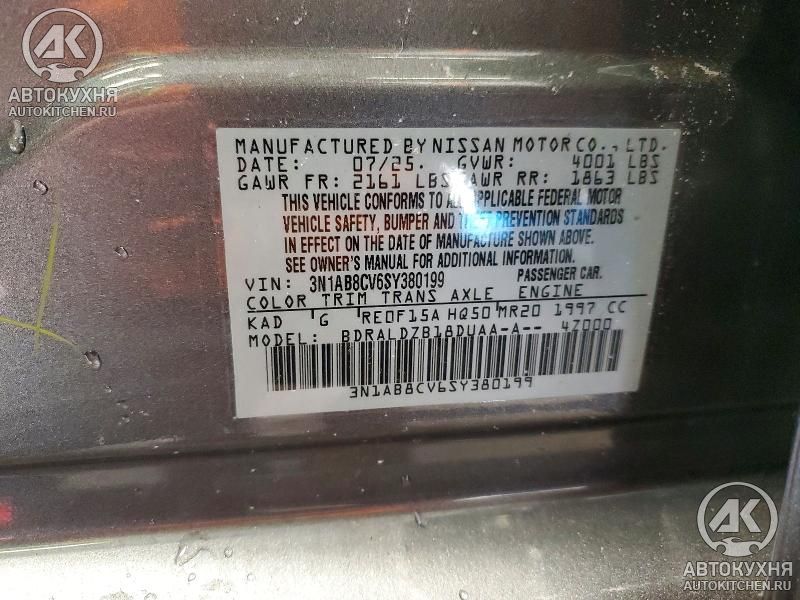 АК
АВТОКУХНЯ
AUTOKITCHEN.RU
MANUFACTURED BY NISSAN MOTOR CO., LTD.
DATE: 07/25. GVWR: 4001 LBS
GAWR FR: 2161 LBS GAWR RR: 1863 LBS
THIS VEHICLE CONFORMS TO ALL APPLICABLE FEDERAL MOTOR
VEHICLE SAFETY, BUMPER AND THEFT PREVENTION STANDARDS
IN EFFECT ON THE DATE OF MANUFACTURE SHOWN ABOVE.
SEE OWNER'S MANUAL FOR ADDITIONAL INFORMATION
VIN: 3N1AB8CV6SY380199 PASSENGER CAR.
COLOR TRIM TRANS AXLE ENGINE
KAD G RE0F15A HQ50 MR20 1997 CC
MODEL: BDRALDZB18DUAA-A-- 47000
3N1AB8CV6SY380199
АК
АВТОКУХНЯ
AUTOKITCHEN.RU